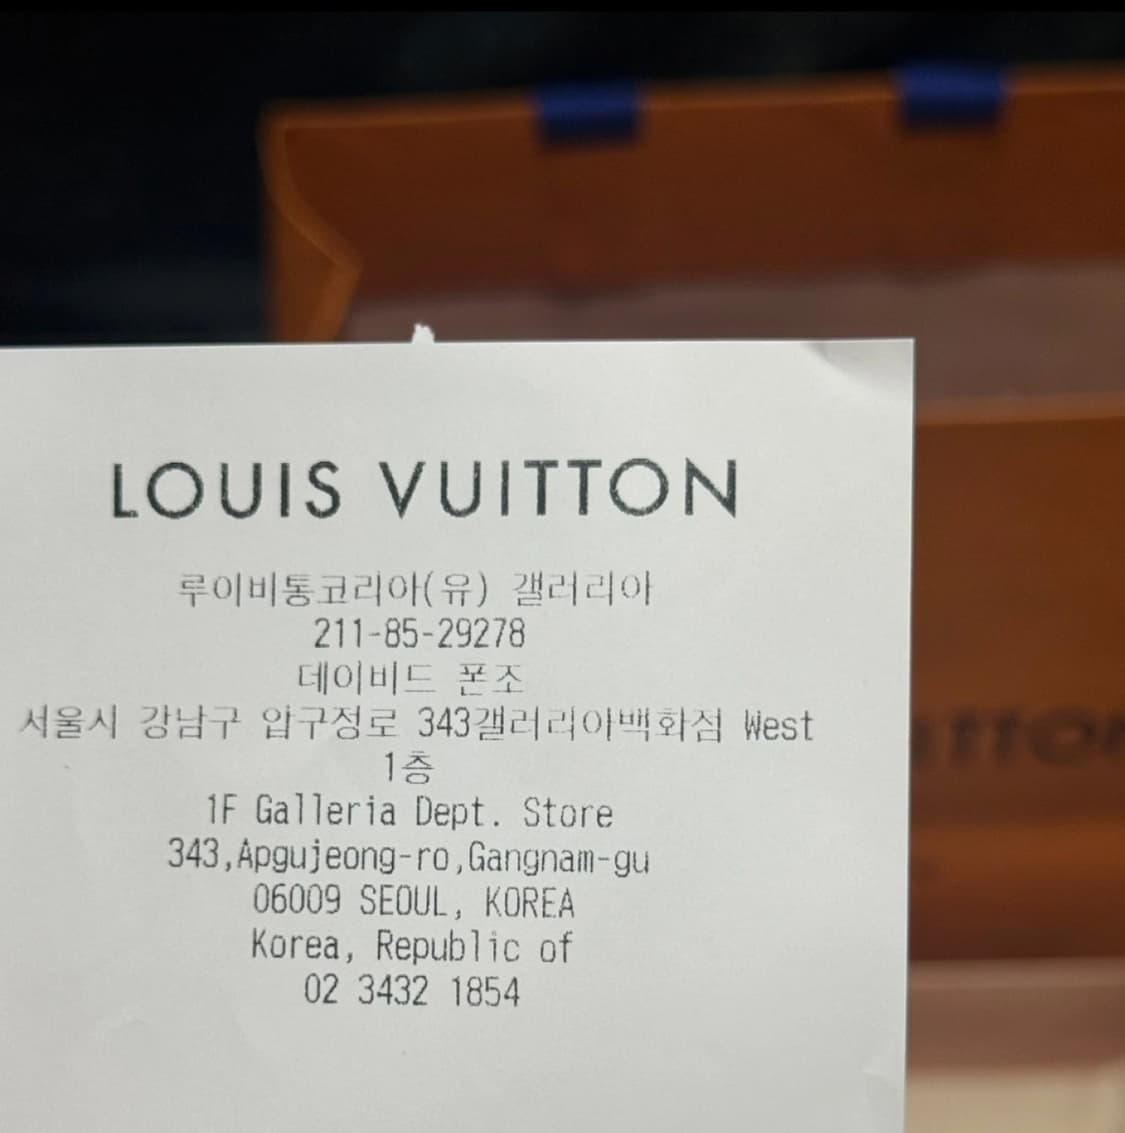 LOUIS VUITTON
루이비통코리아(유) 갤러리아
211-85-29278
데이비드 폰조
서울시 강남구 압구정로 343갤러리아백화점 West
1층
1F Galleria Dept. Store
343,Apgujeong-ro,Gangnam-gu
06009 SEOUL, KOREA
Korea, Republic of
02 3432 1854